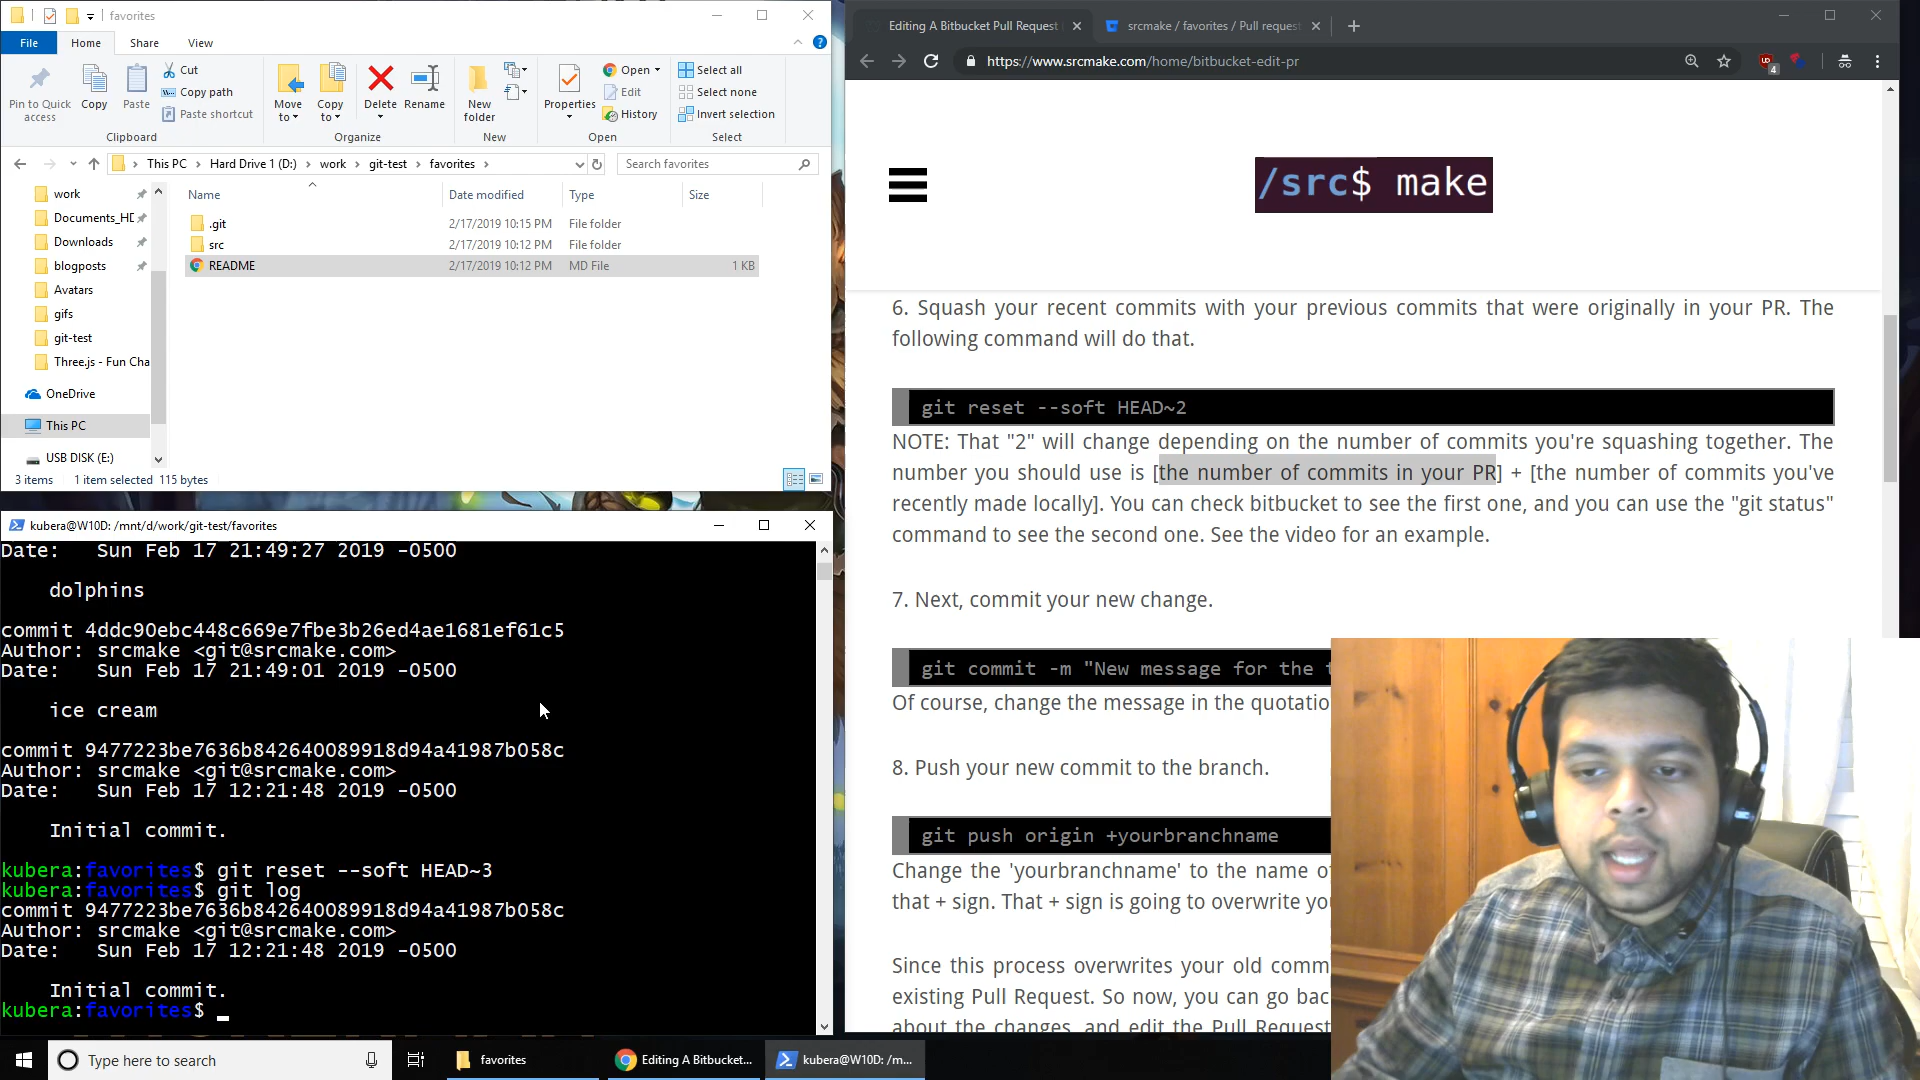 favorites
File
Home
Share
View
Pin to Quick access
Copy
Paste
Cut
Copy path
Paste shortcut
Clipboard
Move to
Copy to
Delete
Rename
Organize
New folder
New
Properties
Open
Edit
History
Open
Select all
Select none
Invert selection
Select
This PC > Hard Drive 1 (D:) > work > git-test > favorites >
Search favorites
Name
Date modified
Type
Size
.git 2/17/2019 10:15 PM File folder
src 2/17/2019 10:12 PM File folder
README 2/17/2019 10:12 PM MD File 1 KB
work
Documents_HD
Downloads
blogposts
Avatars
gifs
git-test
Three.js - Fun Cha
OneDrive
This PC
USB DISK (E:)
3 items 1 item selected 115 bytes
kubera@W10D: /mnt/d/work/git-test/favorites
Date: Sun Feb 17 21:49:27 2019 -0500
dolphins
commit 4ddc90ebc448c669e7fbe3b26ed4ae1681ef61c5
Author: srcmake <git@srcmake.com>
Date: Sun Feb 17 21:49:01 2019 -0500
ice cream
commit 9477223be7636b842640089918d94a41987b058c
Author: srcmake <git@srcmake.com>
Date: Sun Feb 17 12:21:48 2019 -0500
Initial commit.
kubera:favorites$ git reset --soft HEAD~3
kubera:favorites$ git log
commit 9477223be7636b842640089918d94a41987b058c
Author: srcmake <git@srcmake.com>
Date: Sun Feb 17 12:21:48 2019 -0500
Initial commit.
kubera:favorites$ _
Editing A Bitbucket Pull Request
srcmake / favorites / Pull request
https://www.srcmake.com/home/bitbucket-edit-pr
4
/src$ make
6. Squash your recent commits with your previous commits that were originally in your PR. The
following command will do that.
git reset --soft HEAD~2
NOTE: That "2" will change depending on the number of commits you're squashing together. The
number you should use is [the number of commits in your PR] + [the number of commits you've
recently made locally]. You can check bitbucket to see the first one, and you can use the "git status"
command to see the second one. See the video for an example.
7. Next, commit your new change.
git commit -m "New message for the t
Of course, change the message in the quotatio
8. Push your new commit to the branch.
git push origin +yourbranchname
Change the 'yourbranchname' to the name of
that + sign. That + sign is going to overwrite yo
Since this process overwrites your old comm
existing Pull Request. So now, you can go bac
about the changes, and edit the Pull Request
Type here to search
favorites
Editing A Bitbucket...
kubera@W10D: /m...